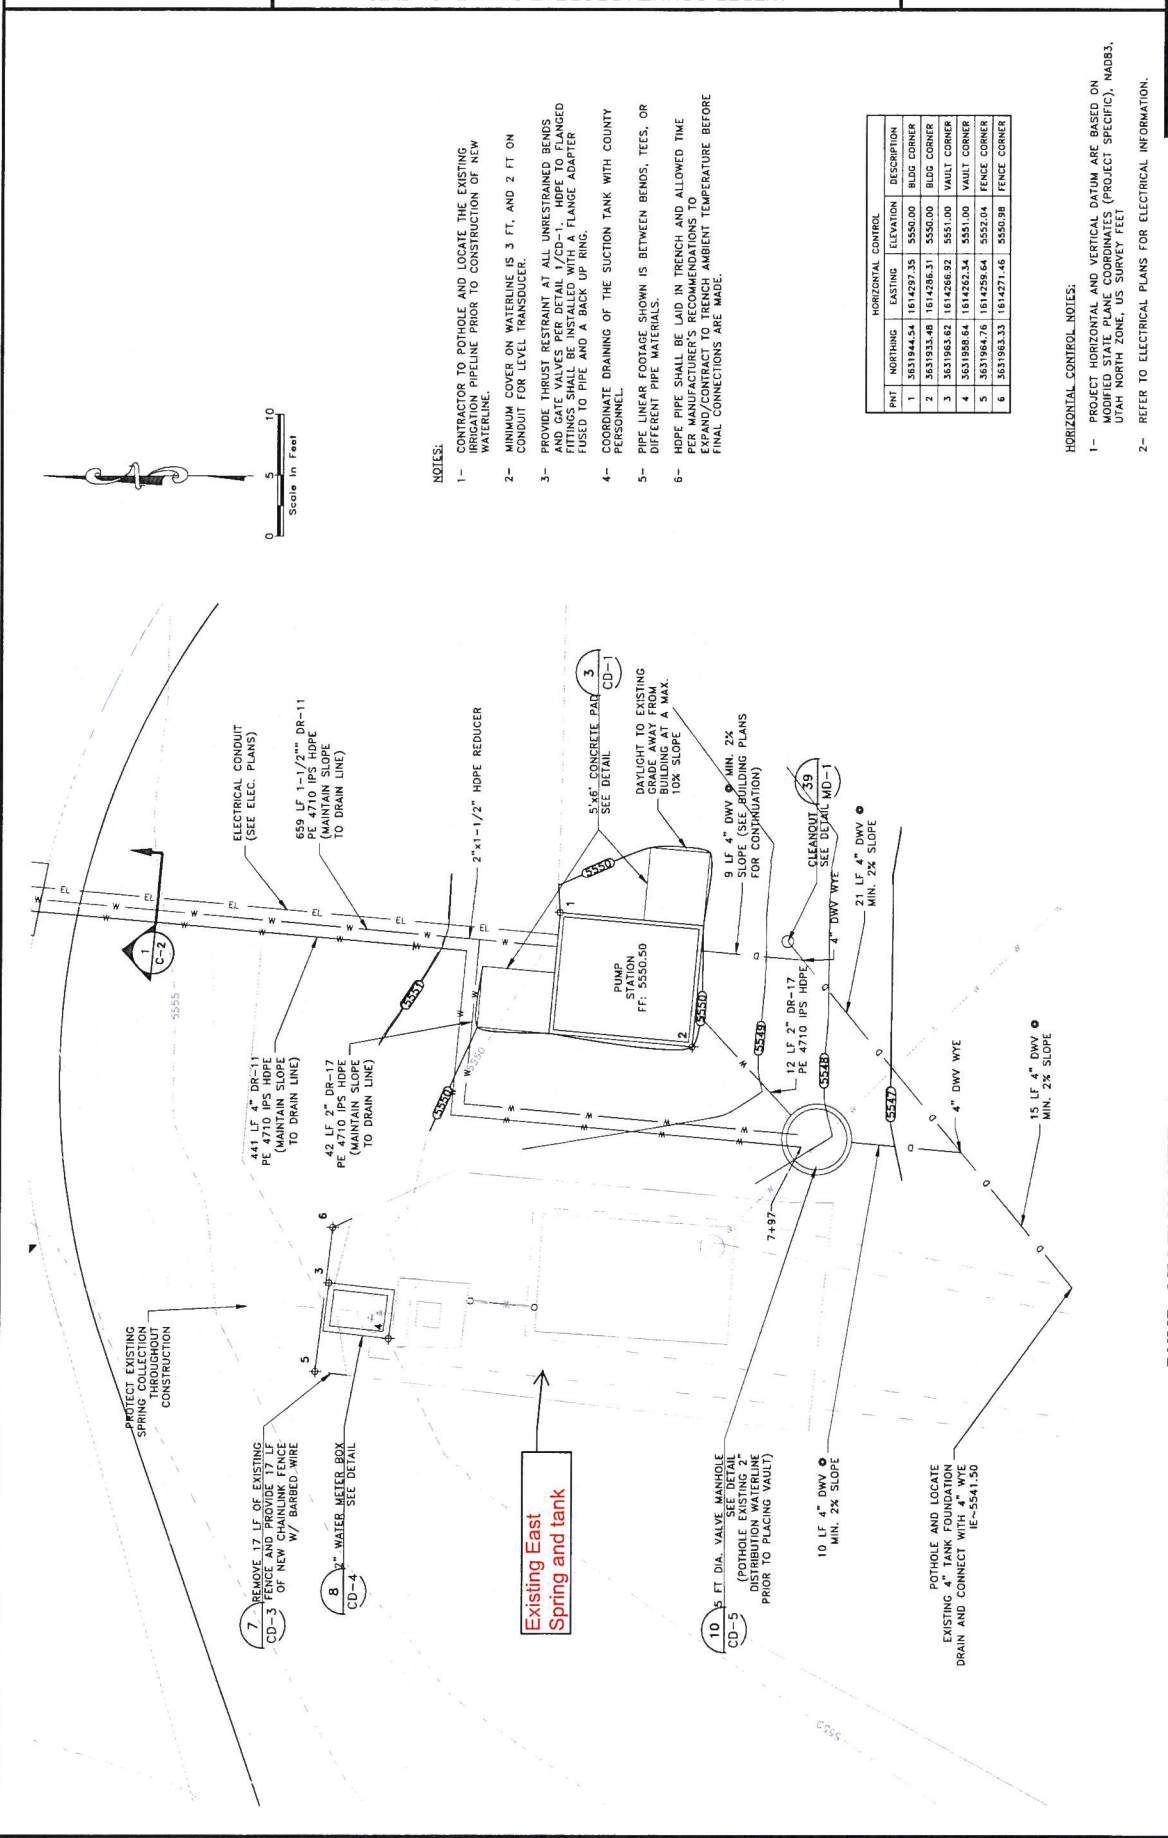 PROTECT EXISTING
SPRING COLLECTION
THROUGHOUT
CONSTRUCTION
7
CD-3
REMOVE 17 LF OF EXISTING
FENCE AND PROVIDE 17 LF
OF NEW CHAINLINK FENCE
W/ BARBED WIRE
8
CD-4
2" WATER METER BOX
SEE DETAIL
Existing East
Spring and tank
10
CD-5
5 FT DIA. VALVE MANHOLE
SEE DETAIL
(POTHOLE EXISTING 2"
DISTRIBUTION WATERLINE
PRIOR TO PLACING VAULT)
10 LF 4" DWV @
MIN. 2% SLOPE
POTHOLE AND LOCATE
EXISTING 4" TANK FOUNDATION
DRAIN AND CONNECT WITH 4" WYE
IE~5541.50
5
3
6
4
5555
5555
441 LF 4" DR-11
PE 4710 IPS HDPE
(MAINTAIN SLOPE
TO DRAIN LINE)
42 LF 2" DR-17
PE 4710 IPS HDPE
(MAINTAIN SLOPE
TO DRAIN LINE)
7+97
1
C-2
EL
EL
EL
EL
EL
W
W
W
W
5551
5550
5550
5550
5550
5549
5548
5547
PUMP
STATION
FF: 5550.50
1
2
12 LF 2" DR-17
PE 4710 IPS HDPE
4" DWV WYE
4" DWV WYE
15 LF 4" DWV @
MIN. 2% SLOPE
21 LF 4" DWV @
MIN. 2% SLOPE
CLEANOUT
SEE DETAIL
39
MD-1
9 LF 4" DWV @ MIN. 2%
SLOPE (SEE BUILDING PLANS
FOR CONTINUATION)
DAYLIGHT TO EXISTING
GRADE AWAY FROM
BUILDING AT A MAX.
10% SLOPE
5'x6' CONCRETE PAD
SEE DETAIL
3
CD-1
2"x1-1/2" HDPE REDUCER
659 LF 1-1/2"" DR-11
PE 4710 IPS HDPE
(MAINTAIN SLOPE
TO DRAIN LINE)
ELECTRICAL CONDUIT
(SEE ELEC. PLANS)
0 5 10
Scale in Feet
NOTES:
1- CONTRACTOR TO POTHOLE AND LOCATE THE EXISTING
IRRIGATION PIPELINE PRIOR TO CONSTRUCTION OF NEW
WATERLINE.
2- MINIMUM COVER ON WATERLINE IS 3 FT, AND 2 FT ON
CONDUIT FOR LEVEL TRANSDUCER.
3- PROVIDE THRUST RESTRAINT AT ALL UNRESTRAINED BENDS
AND GATE VALVES PER DETAIL 1/CD-1. HDPE TO FLANGED
FITTINGS SHALL BE INSTALLED WITH A FLANGE ADAPTER
FUSED TO PIPE AND A BACK UP RING.
4- COORDINATE DRAINING OF THE SUCTION TANK WITH COUNTY
PERSONNEL.
5- PIPE LINEAR FOOTAGE SHOWN IS BETWEEN BENDS, TEES, OR
DIFFERENT PIPE MATERIALS.
6- HDPE PIPE SHALL BE LAID IN TRENCH AND ALLOWED TIME
PER MANUFACTURER'S RECOMMENDATIONS TO
EXPAND/CONTRACT TO TRENCH AMBIENT TEMPERATURE BEFORE
FINAL CONNECTIONS ARE MADE.
HORIZONTAL CONTROL
PNT NORTHING EASTING ELEVATION DESCRIPTION
1 3631944.54 1614297.35 5550.00 BLDG CORNER
2 3631933.48 1614286.31 5550.00 BLDG CORNER
3 3631963.62 1614266.92 5551.00 VAULT CORNER
4 3631958.64 1614262.34 5551.00 VAULT CORNER
5 3631964.76 1614259.64 5552.04 FENCE CORNER
6 3631963.33 1614271.46 5550.98 FENCE CORNER
HORIZONTAL CONTROL NOTES:
1- PROJECT HORIZONTAL AND VERTICAL DATUM ARE BASED ON
MODIFIED STATE PLANE COORDINATES (PROJECT SPECIFIC), NAD83,
UTAH NORTH ZONE, US SURVEY FEET
2- REFER TO ELECTRICAL PLANS FOR ELECTRICAL INFORMATION.